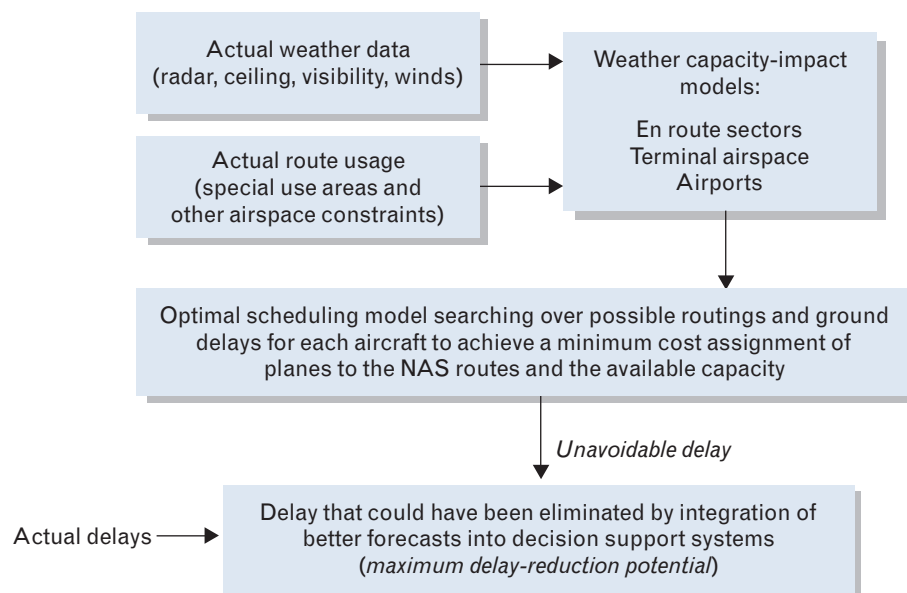 Actual weather data
(radar, ceiling, visibility, winds)
Weather capacity-impact
models:
En route sectors
Terminal airspace
Airports
Actual route usage
(special use areas and
other airspace constraints)
Optimal scheduling model searching over possible routings and ground
delays for each aircraft to achieve a minimum cost assignment of
planes to the NAS routes and the available capacity
Unavoidable delay
Actual delays
Delay that could have been eliminated by integration of
better forecasts into decision support systems
(maximum delay-reduction potential)